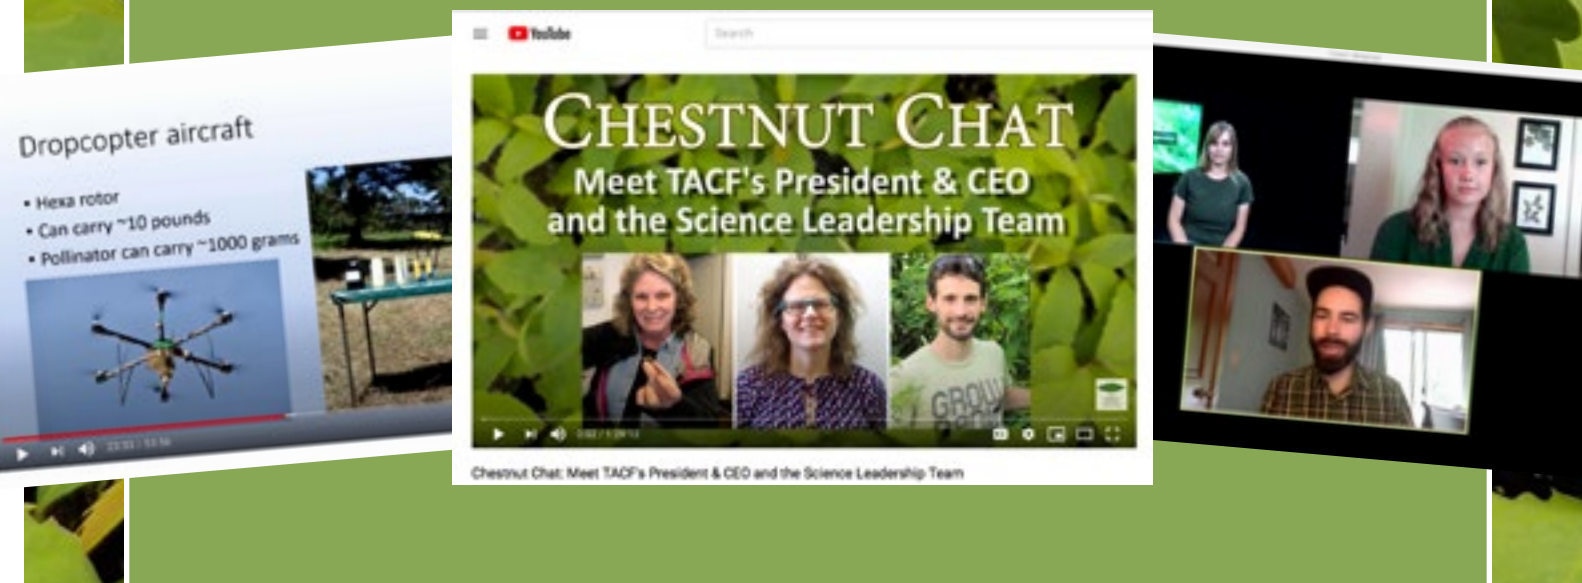 Dropcopter aircraft
• Hexa rotor
• Can carry ~10 pounds
• Pollinator can carry ~1000 grams
YouTube
Search
CHESTNUT CHAT
Meet TACF's President & CEO
and the Science Leadership Team
GROW
Chestnut Chat: Meet TACF's President & CEO and the Science Leadership Team